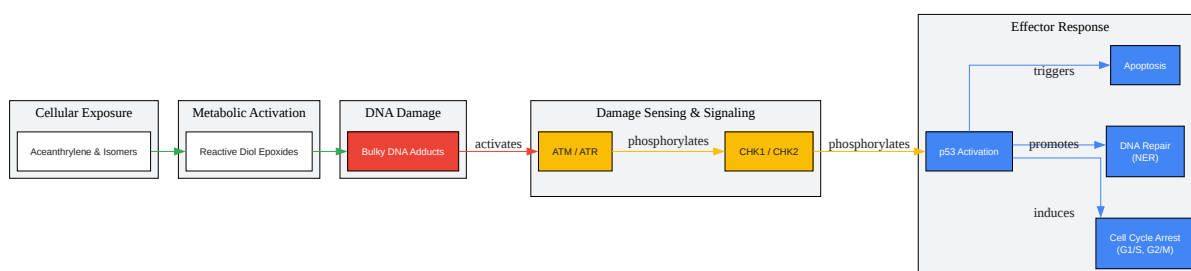 Cellular Exposure
Aceanthrylene & Isomers
Metabolic Activation
Reactive Diol Epoxides
DNA Damage
Bulky DNA Adducts
activates
Damage Sensing & Signaling
ATM / ATR
phosphorylates
CHK1 / CHK2
phosphorylates
Effector Response
p53 Activation
triggers
Apoptosis
promotes
DNA Repair
(NER)
induces
Cell Cycle Arrest
(G1/S, G2/M)